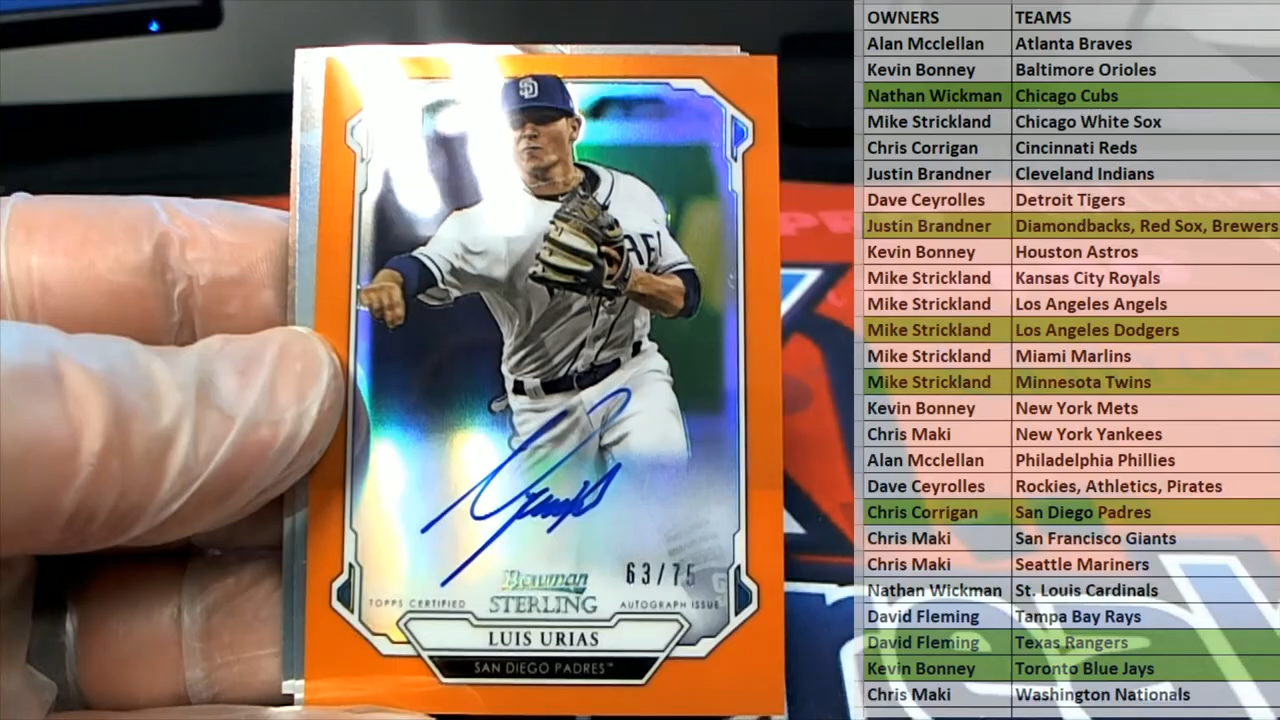 SD
63/75
Bowman
TOPPS CERTIFIED STERLING AUTOGRAPH ISSUE
LUIS URIAS
SAN DIEGO PADRES™
OWNERS TEAMS
Alan Mcclellan Atlanta Braves
Kevin Bonney Baltimore Orioles
Nathan Wickman Chicago Cubs
Mike Strickland Chicago White Sox
Chris Corrigan Cincinnati Reds
Justin Brandner Cleveland Indians
Dave Ceyrolles Detroit Tigers
Justin Brandner Diamondbacks, Red Sox, Brewers
Kevin Bonney Houston Astros
Mike Strickland Kansas City Royals
Mike Strickland Los Angeles Angels
Mike Strickland Los Angeles Dodgers
Mike Strickland Miami Marlins
Mike Strickland Minnesota Twins
Kevin Bonney New York Mets
Chris Maki New York Yankees
Alan Mcclellan Philadelphia Phillies
Dave Ceyrolles Rockies, Athletics, Pirates
Chris Corrigan San Diego Padres
Chris Maki San Francisco Giants
Chris Maki Seattle Mariners
Nathan Wickman St. Louis Cardinals
David Fleming Tampa Bay Rays
David Fleming Texas Rangers
Kevin Bonney Toronto Blue Jays
Chris Maki Washington Nationals